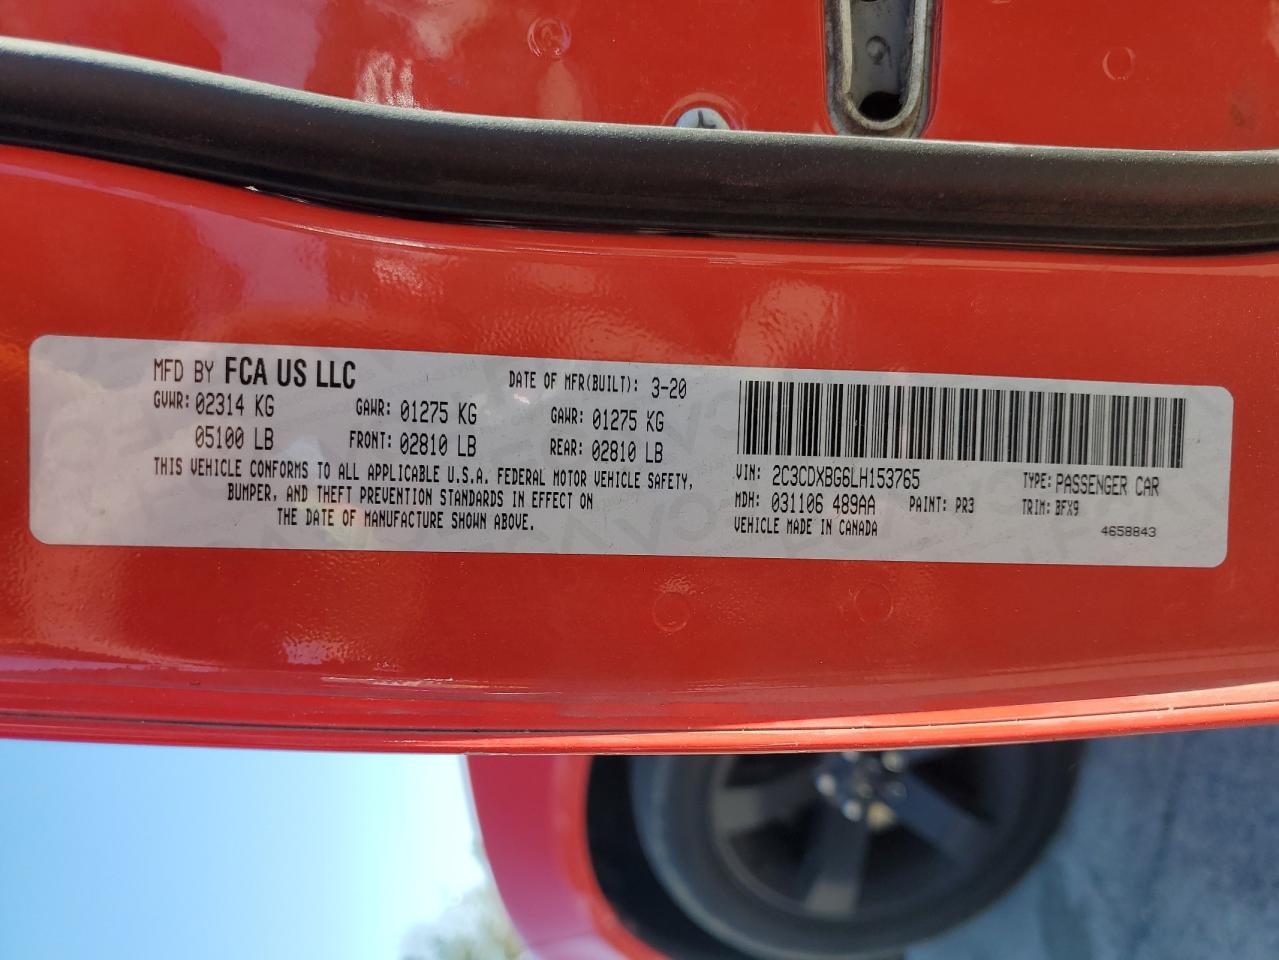 MFD BY FCA US LLC DATE OF MFR(BUILT): 3-20
GVWR: 02314 KG GAWR: 01275 KG GAWR: 01275 KG
05100 LB FRONT: 02810 LB REAR: 02810 LB
THIS VEHICLE CONFORMS TO ALL APPLICABLE U.S.A. FEDERAL MOTOR VEHICLE SAFETY,
BUMPER, AND THEFT PREVENTION STANDARDS IN EFFECT ON
THE DATE OF MANUFACTURE SHOWN ABOVE.
VIN: 2C3CDXBG6LH153765 TYPE: PASSENGER CAR
MDH: 031106 489AA PAINT: PR3 TRIM: BFX9
VEHICLE MADE IN CANADA 4658843